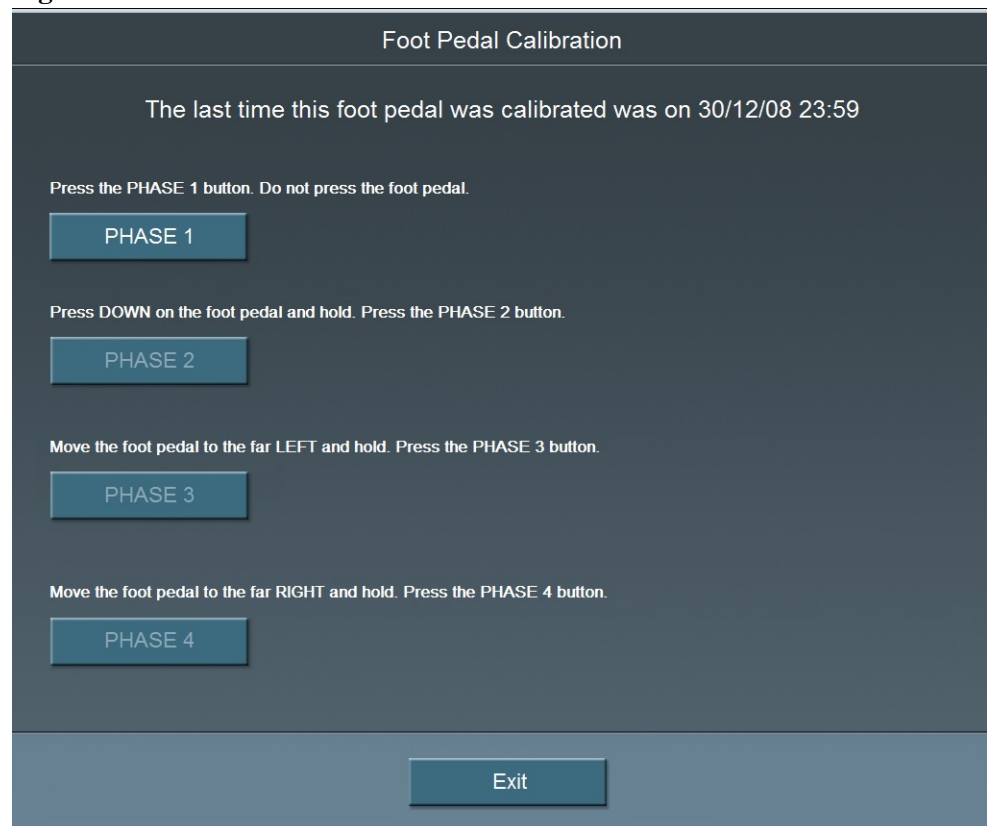 Foot Pedal Calibration
The last time this foot pedal was calibrated was on 30/12/08 23:59
Press the PHASE 1 button. Do not press the foot pedal.
PHASE 1
Press DOWN on the foot pedal and hold. Press the PHASE 2 button.
PHASE 2
Move the foot pedal to the far LEFT and hold. Press the PHASE 3 button.
PHASE 3
Move the foot pedal to the far RIGHT and hold. Press the PHASE 4 button.
PHASE 4
Exit